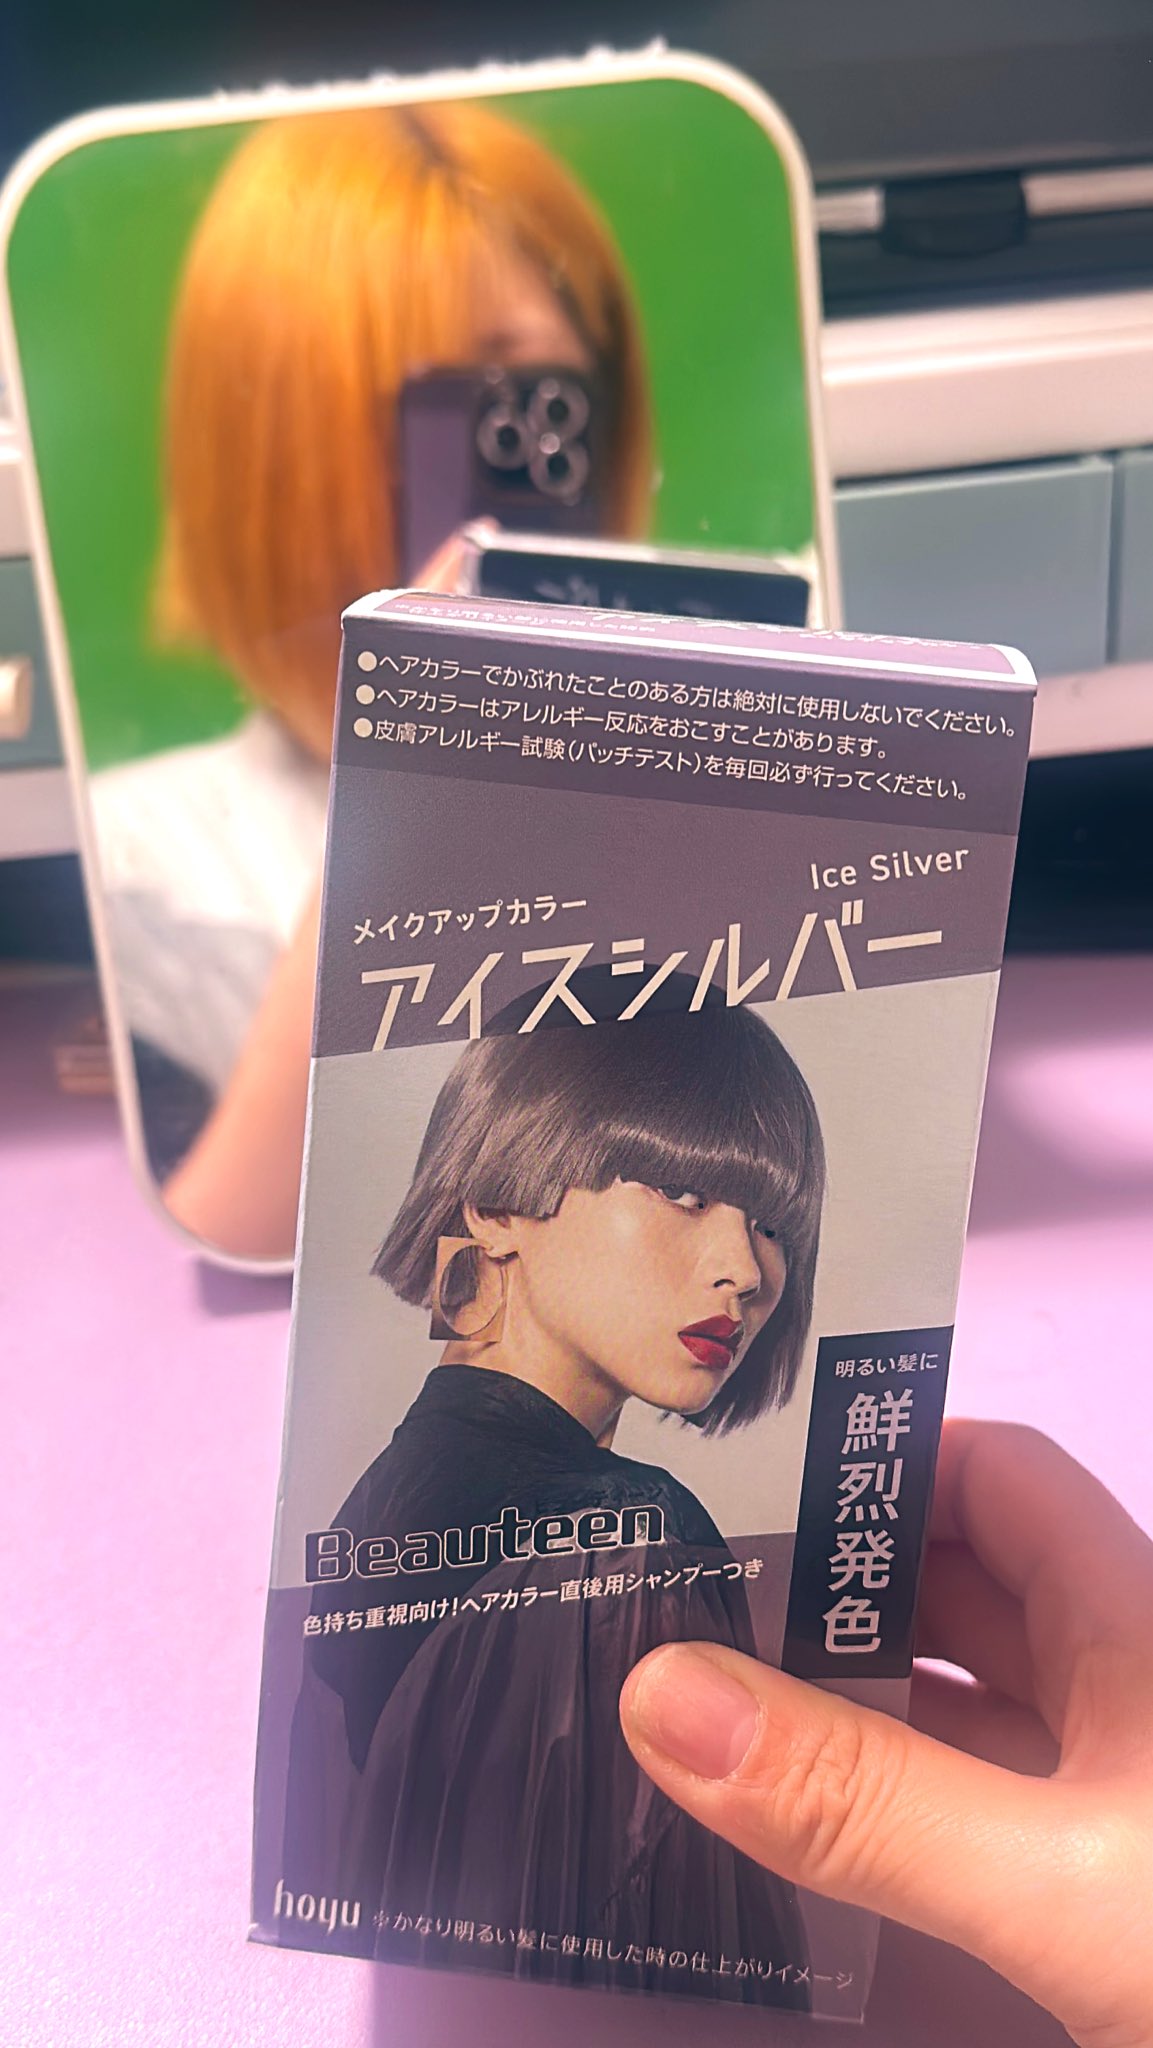 ●ヘアカラーでかぶれたことのある方は絶対に使用しないでください。
●ヘアカラーはアレルギー反応をおこすことがあります。
●皮膚アレルギー試験(パッチテスト)を毎回必ず行ってください。
Ice Silver
メイクアップカラー
アイスシルバー
明るい髪に
鮮烈発色
Beauteen
色持ち重視向け!ヘアカラー直後用シャンプーつき
hoyu
※かなり明るい髪に使用した時の仕上がりイメージ